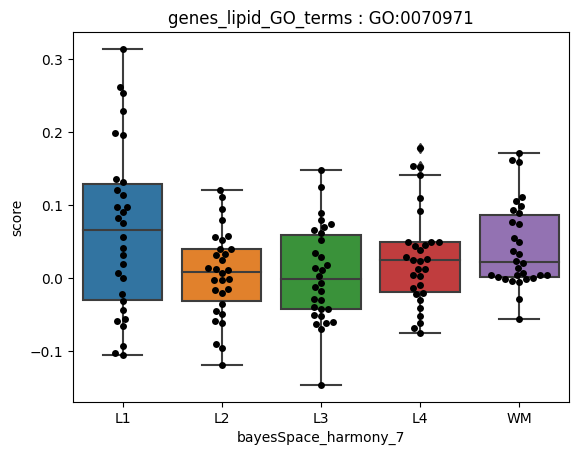 genes_lipid_GO_terms : GO:0070971
0.3
0.2
0.1
0.0
−0.1
score
L1 L2 L3 L4 WM
bayesSpace_harmony_7